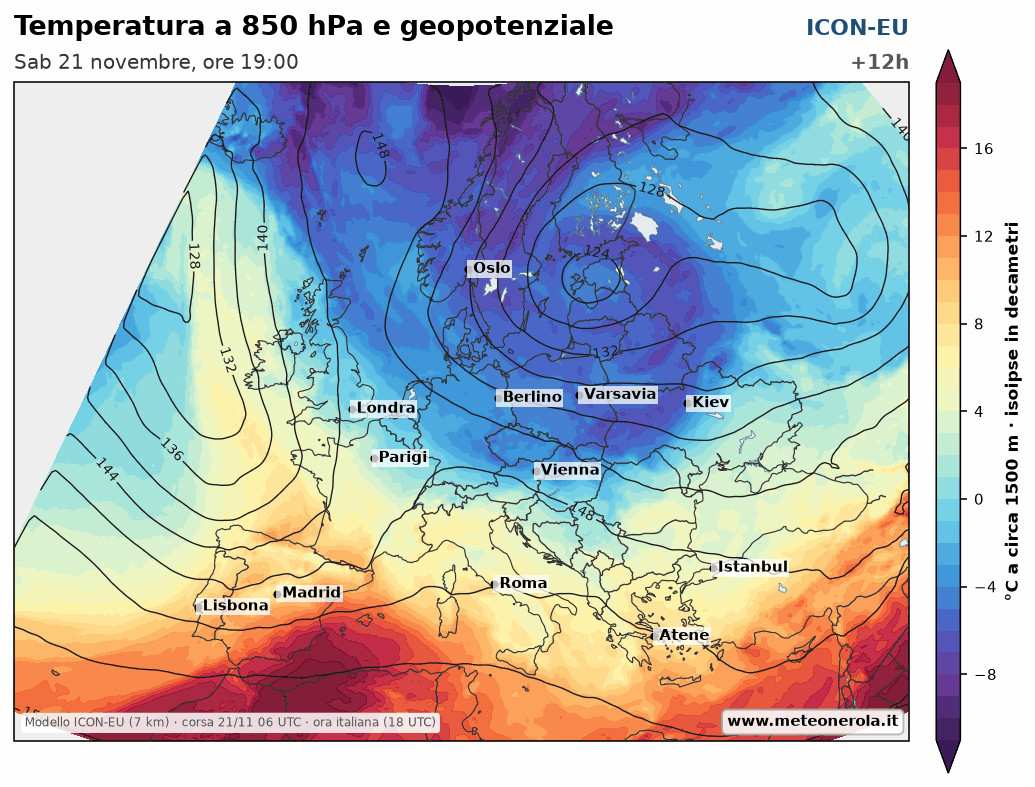 Temperatura a 850 hPa e geopotenziale
ICON-EU
Sab 21 novembre, ore 19:00
+12h
148
140
128
140
128
124
Oslo
132
132
Berlino
Varsavia
Kiev
Londra
136
144
Parigi
Vienna
148
Istanbul
Roma
Madrid
Lisbona
Atene
Modello ICON-EU (7 km) · corsa 21/11 06 UTC · ora italiana (18 UTC)
www.meteonerola.it
16
12
8
4
0
−4
−8
°C a circa 1500 m · Isoipse in decametri